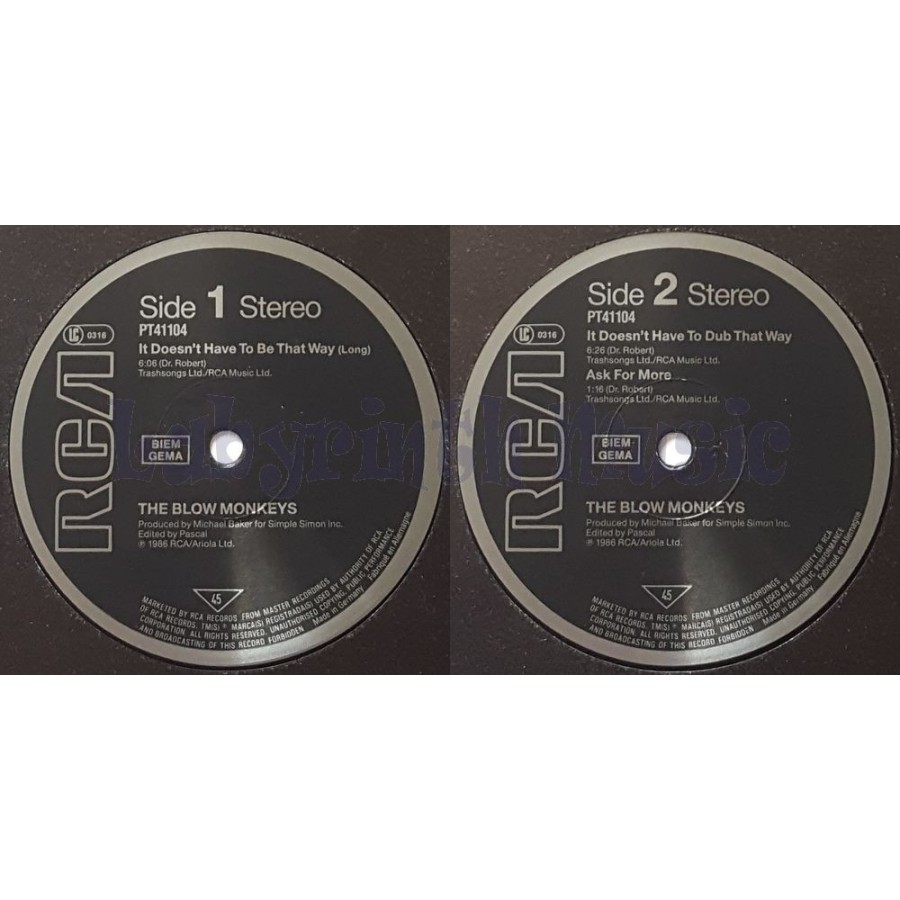 Side 1 Stereo
PT41104
It Doesn't Have To Be That Way (Long)
6:06 (Dr. Robert)
Trashsongs Ltd./RCA Music Ltd.
LC 0316
RCA
BIEM
GEMA
THE BLOW MONKEYS
Produced by Michael Baker for Simple Simon Inc.
Edited by Pascal
℗ 1986 RCA/Ariola Ltd.
45
MARKETED BY RCA RECORDS FROM MASTER RECORDINGS
OF RCA RECORDS. TM(S) ® MARCA(S) REGISTRADA(S) USED BY AUTHORITY OF RCA
CORPORATION. ALL RIGHTS RESERVED. UNAUTHORISED COPYING, PUBLIC PERFORMANCE
AND BROADCASTING OF THIS RECORD FORBIDDEN
Made in Germany
Fabriqué en Allemagne
Side 2 Stereo
PT41104
It Doesn't Have To Dub That Way
6:26 (Dr. Robert)
Trashsongs Ltd./RCA Music Ltd.
Ask For More
1:16 (Dr. Robert)
Trashsongs Ltd./RCA Music Ltd.
LC 0316
RCA
BIEM
GEMA
THE BLOW MONKEYS
Produced by Michael Baker for Simple Simon Inc.
Edited by Pascal
℗ 1986 RCA/Ariola Ltd.
45
MARKETED BY RCA RECORDS FROM MASTER RECORDINGS
OF RCA RECORDS. TM(S) ® MARCA(S) REGISTRADA(S) USED BY AUTHORITY OF RCA
CORPORATION. ALL RIGHTS RESERVED. UNAUTHORISED COPYING, PUBLIC PERFORMANCE
AND BROADCASTING OF THIS RECORD FORBIDDEN
Made in Germany
Fabriqué en Allemagne
Labyrinth Music